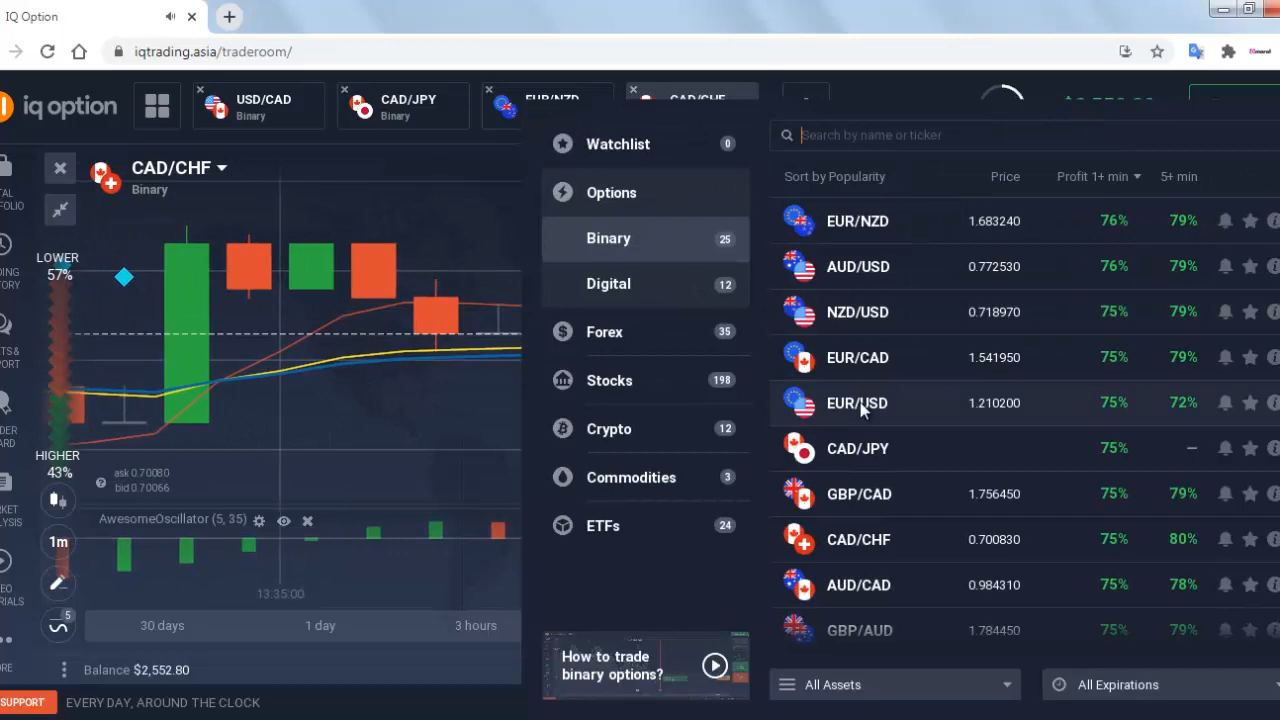 IQ Option
iqtrading.asia/traderoom/
iq option
USD/CAD
Binary
CAD/JPY
Binary
EUR/NZD
CAD/CHF
CAD/CHF
Binary
LOWER
57%
HIGHER
43%
ask 0.70080
bid 0.70066
AwesomeOscillator (5, 35)
1m
5
13:35:00
30 days
1 day
3 hours
Balance $2,552.80
SUPPORT
EVERY DAY, AROUND THE CLOCK
Watchlist 0
Options
Binary 25
Digital 12
Forex 35
Stocks 198
Crypto 12
Commodities 3
ETFs 24
How to trade
binary options?
Search by name or ticker
Sort by Popularity Price Profit 1+ min 5+ min
EUR/NZD 1.683240 76% 79%
AUD/USD 0.772530 76% 79%
NZD/USD 0.718970 75% 79%
EUR/CAD 1.541950 75% 79%
EUR/USD 1.210200 75% 72%
CAD/JPY 75% –
GBP/CAD 1.756450 75% 79%
CAD/CHF 0.700830 75% 80%
AUD/CAD 0.984310 75% 78%
GBP/AUD 1.784450 75% 79%
All Assets
All Expirations